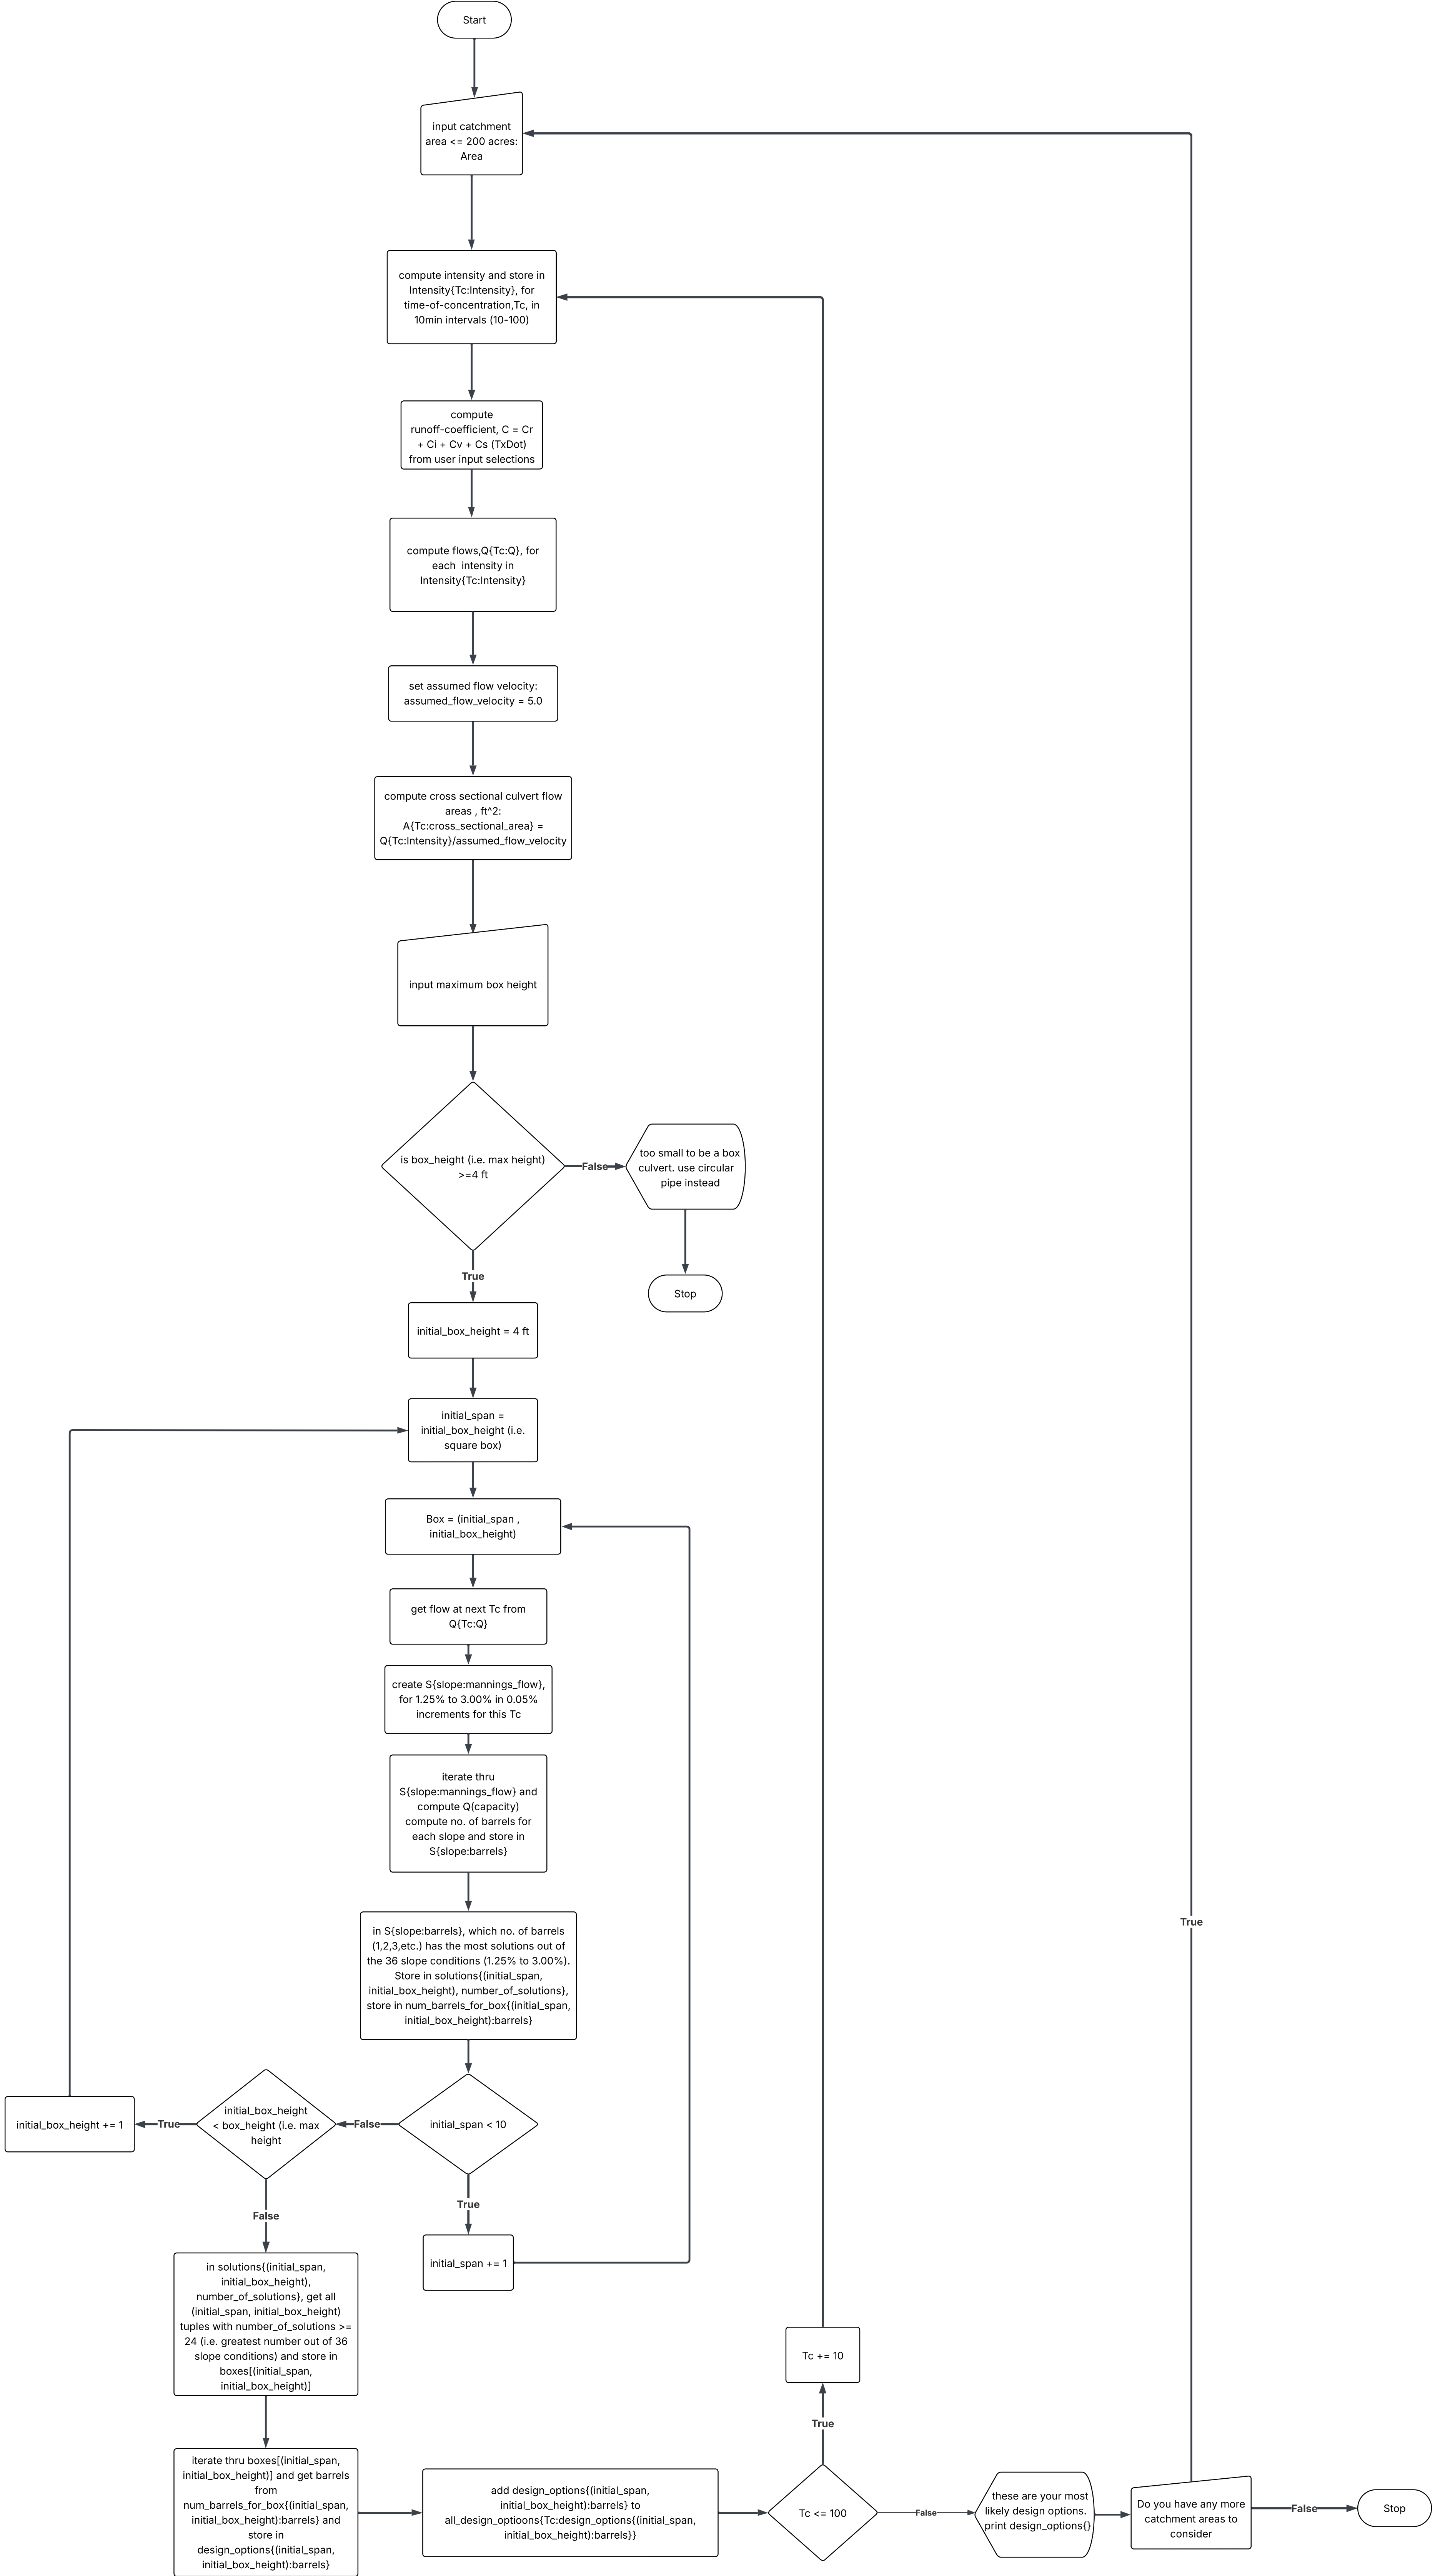 Start
input catchment
area <= 200 acres:
Area
compute intensity and store in
Intensity{Tc:Intensity}, for
time-of-concentration,Tc, in
10min intervals (10-100)
compute
runoff-coefficient, C = Cr
+ Ci + Cv + Cs (TxDot)
from user input selections
compute flows,Q{Tc:Q}, for
each  intensity in
Intensity{Tc:Intensity}
set assumed flow velocity:
assumed_flow_velocity = 5.0
compute cross sectional culvert flow
areas , ft^2:
A{Tc:cross_sectional_area} =
Q{Tc:Intensity}/assumed_flow_velocity
input maximum box height
is box_height (i.e. max height)
>=4 ft
False
too small to be a box
culvert. use circular
pipe instead
Stop
True
initial_box_height = 4 ft
initial_span =
initial_box_height (i.e.
square box)
Box = (initial_span ,
initial_box_height)
get flow at next Tc from
Q{Tc:Q}
create S{slope:mannings_flow},
for 1.25% to 3.00% in 0.05%
increments for this Tc
iterate thru
S{slope:mannings_flow} and
compute Q(capacity)
compute no. of barrels for
each slope and store in
S{slope:barrels}
in S{slope:barrels}, which no. of barrels
(1,2,3,etc.) has the most solutions out of
the 36 slope conditions (1.25% to 3.00%).
Store in solutions{(initial_span,
initial_box_height), number_of_solutions},
store in num_barrels_for_box{(initial_span,
initial_box_height):barrels}
initial_span < 10
False
initial_box_height
< box_height (i.e. max
height
True
initial_box_height += 1
True
initial_span += 1
False
in solutions{(initial_span,
initial_box_height),
number_of_solutions}, get all
(initial_span, initial_box_height)
tuples with number_of_solutions >=
24 (i.e. greatest number out of 36
slope conditions) and store in
boxes[(initial_span,
initial_box_height)]
iterate thru boxes[(initial_span,
initial_box_height)] and get barrels
from
num_barrels_for_box{(initial_span,
initial_box_height):barrels} and
store in
design_options{(initial_span,
initial_box_height):barrels}
add design_options{(initial_span,
initial_box_height):barrels} to
all_design_optioons{Tc:design_options{(initial_span,
initial_box_height):barrels}}
Tc <= 100
True
Tc += 10
False
these are your most
likely design options.
print design_options{}
Do you have any more
catchment areas to
consider
True
False
Stop